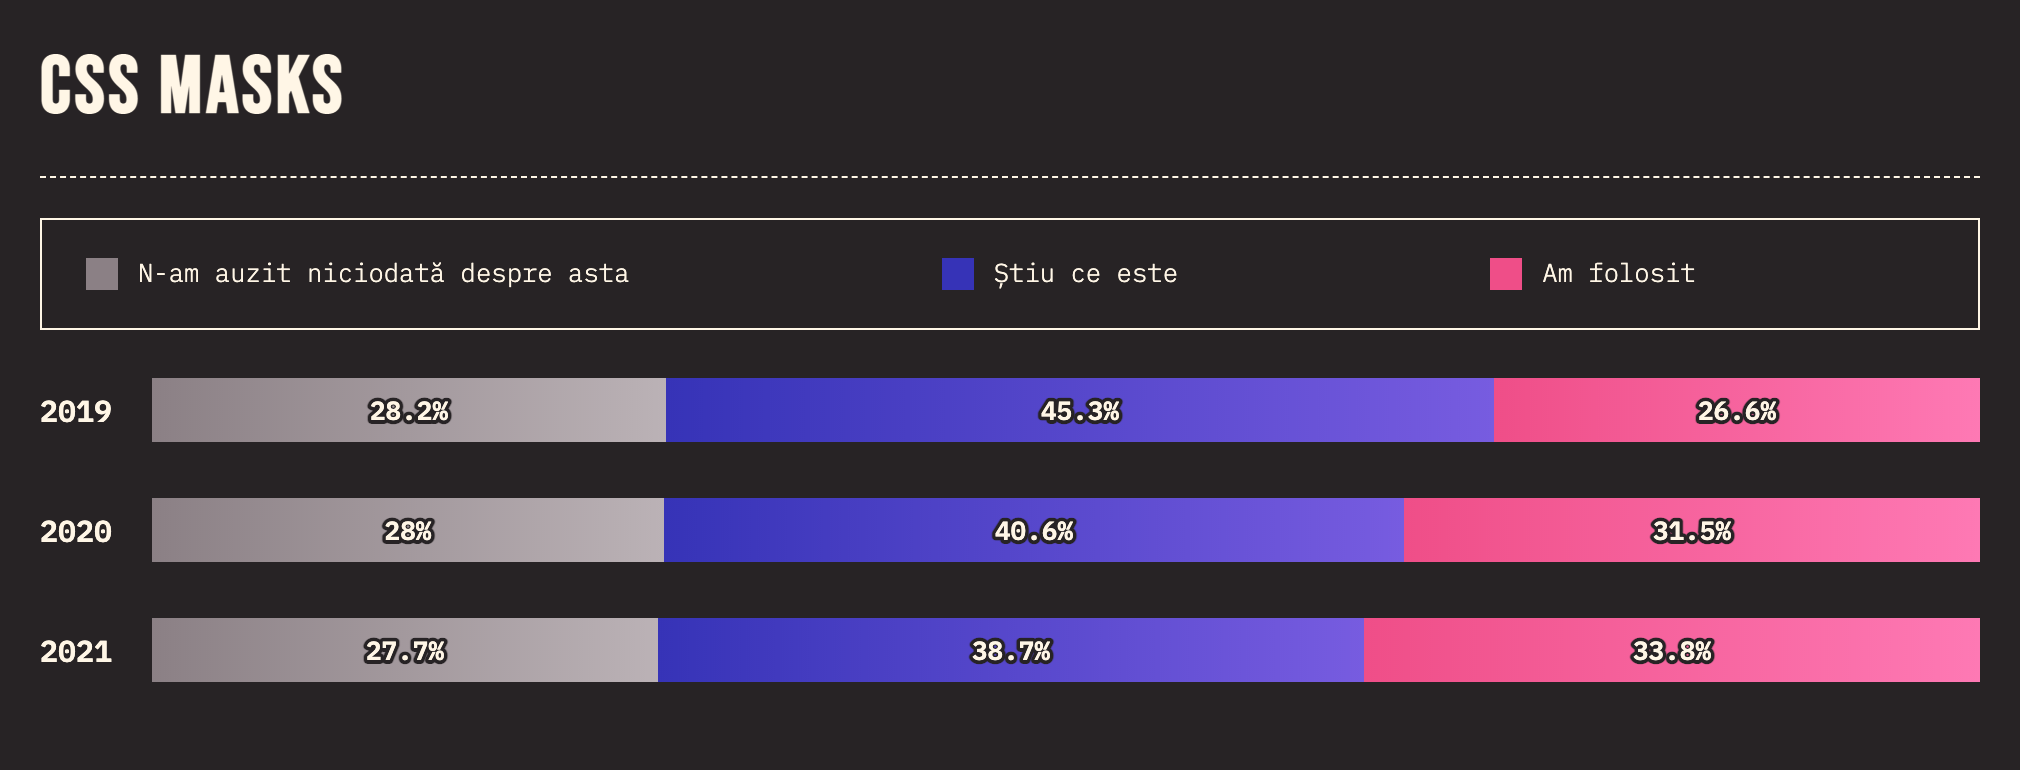 CSS MASKS
N-am auzit niciodată despre asta Știu ce este Am folosit
2019 28.2% 45.3% 26.6%
2020 28% 40.6% 31.5%
2021 27.7% 38.7% 33.8%